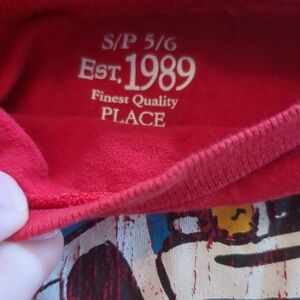 S/P 5/6
EST. 1989
Finest Quality
PLACE